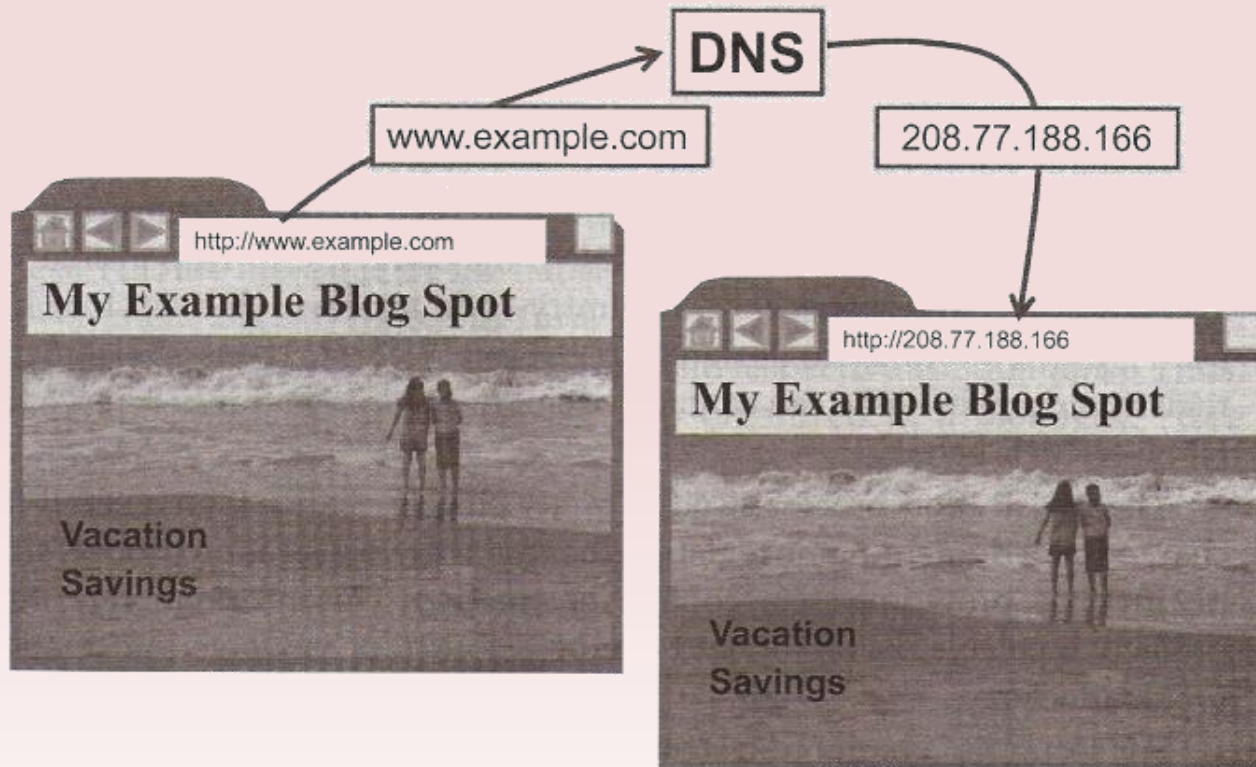 DNS
www.example.com
208.77.188.166
http://www.example.com
My Example Blog Spot
Vacation
Savings
http://208.77.188.166
My Example Blog Spot
Vacation
Savings